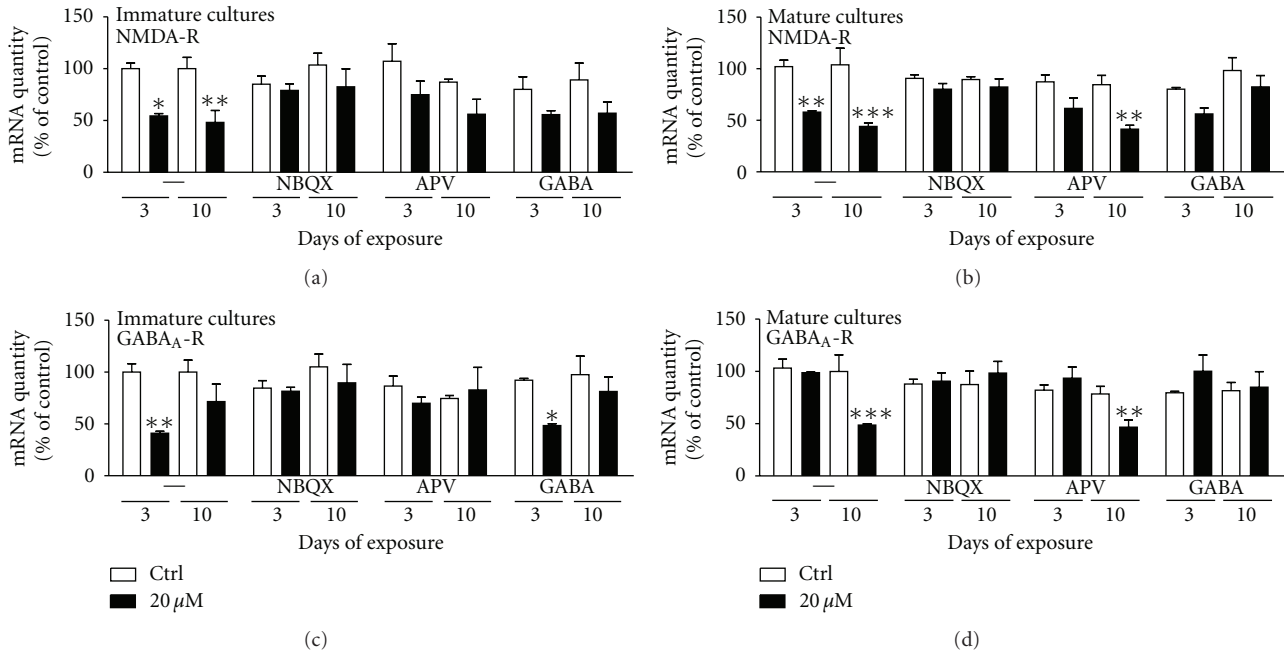 Immature cultures
NMDA-R
mRNA quantity
(% of control)
150
100
50
0
*
**
—
NBQX
APV
GABA
3 10 3 10 3 10 3 10
Days of exposure
(a)
Mature cultures
NMDA-R
mRNA quantity
(% of control)
150
100
50
0
**
***
**
—
NBQX
APV
GABA
3 10 3 10 3 10 3 10
Days of exposure
(b)
Immature cultures
GABA_A-R
mRNA quantity
(% of control)
150
100
50
0
**
*
—
NBQX
APV
GABA
3 10 3 10 3 10 3 10
Days of exposure
Ctrl
20 μM
(c)
Mature cultures
GABA_A-R
mRNA quantity
(% of control)
150
100
50
0
***
**
—
NBQX
APV
GABA
3 10 3 10 3 10 3 10
Days of exposure
(d)